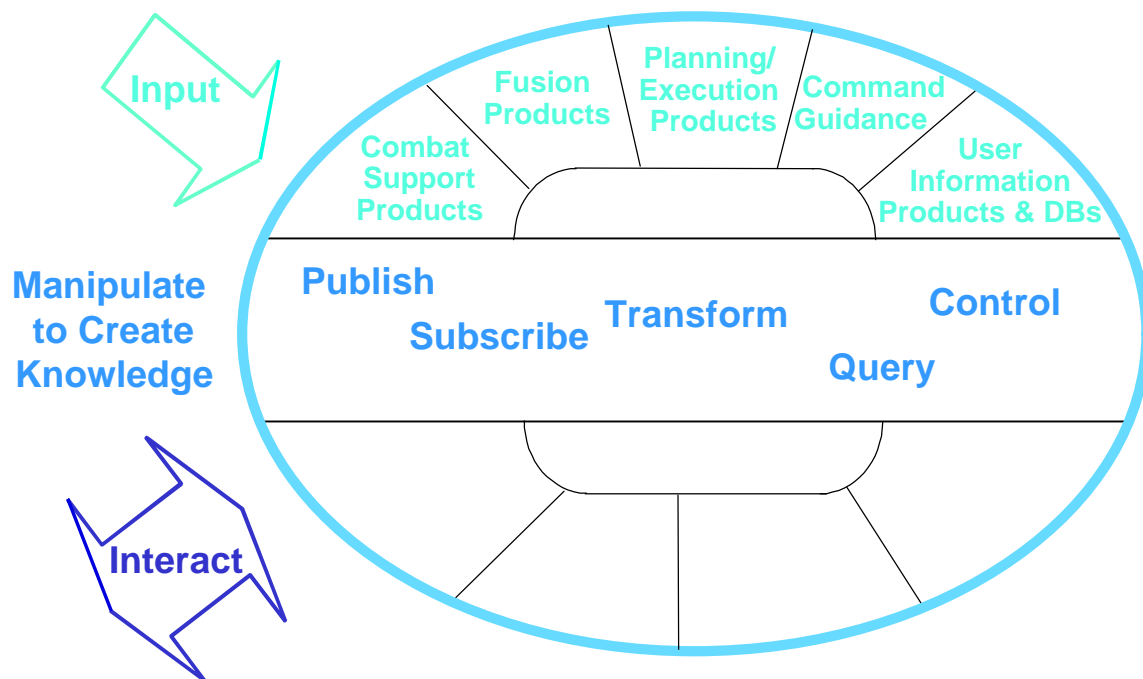 Input
Combat
Support
Products
Fusion
Products
Planning/
Execution
Products
Command
Guidance
User
Information
Products & DBs
Manipulate
to Create
Knowledge
Publish
Subscribe
Transform
Query
Control
Interact